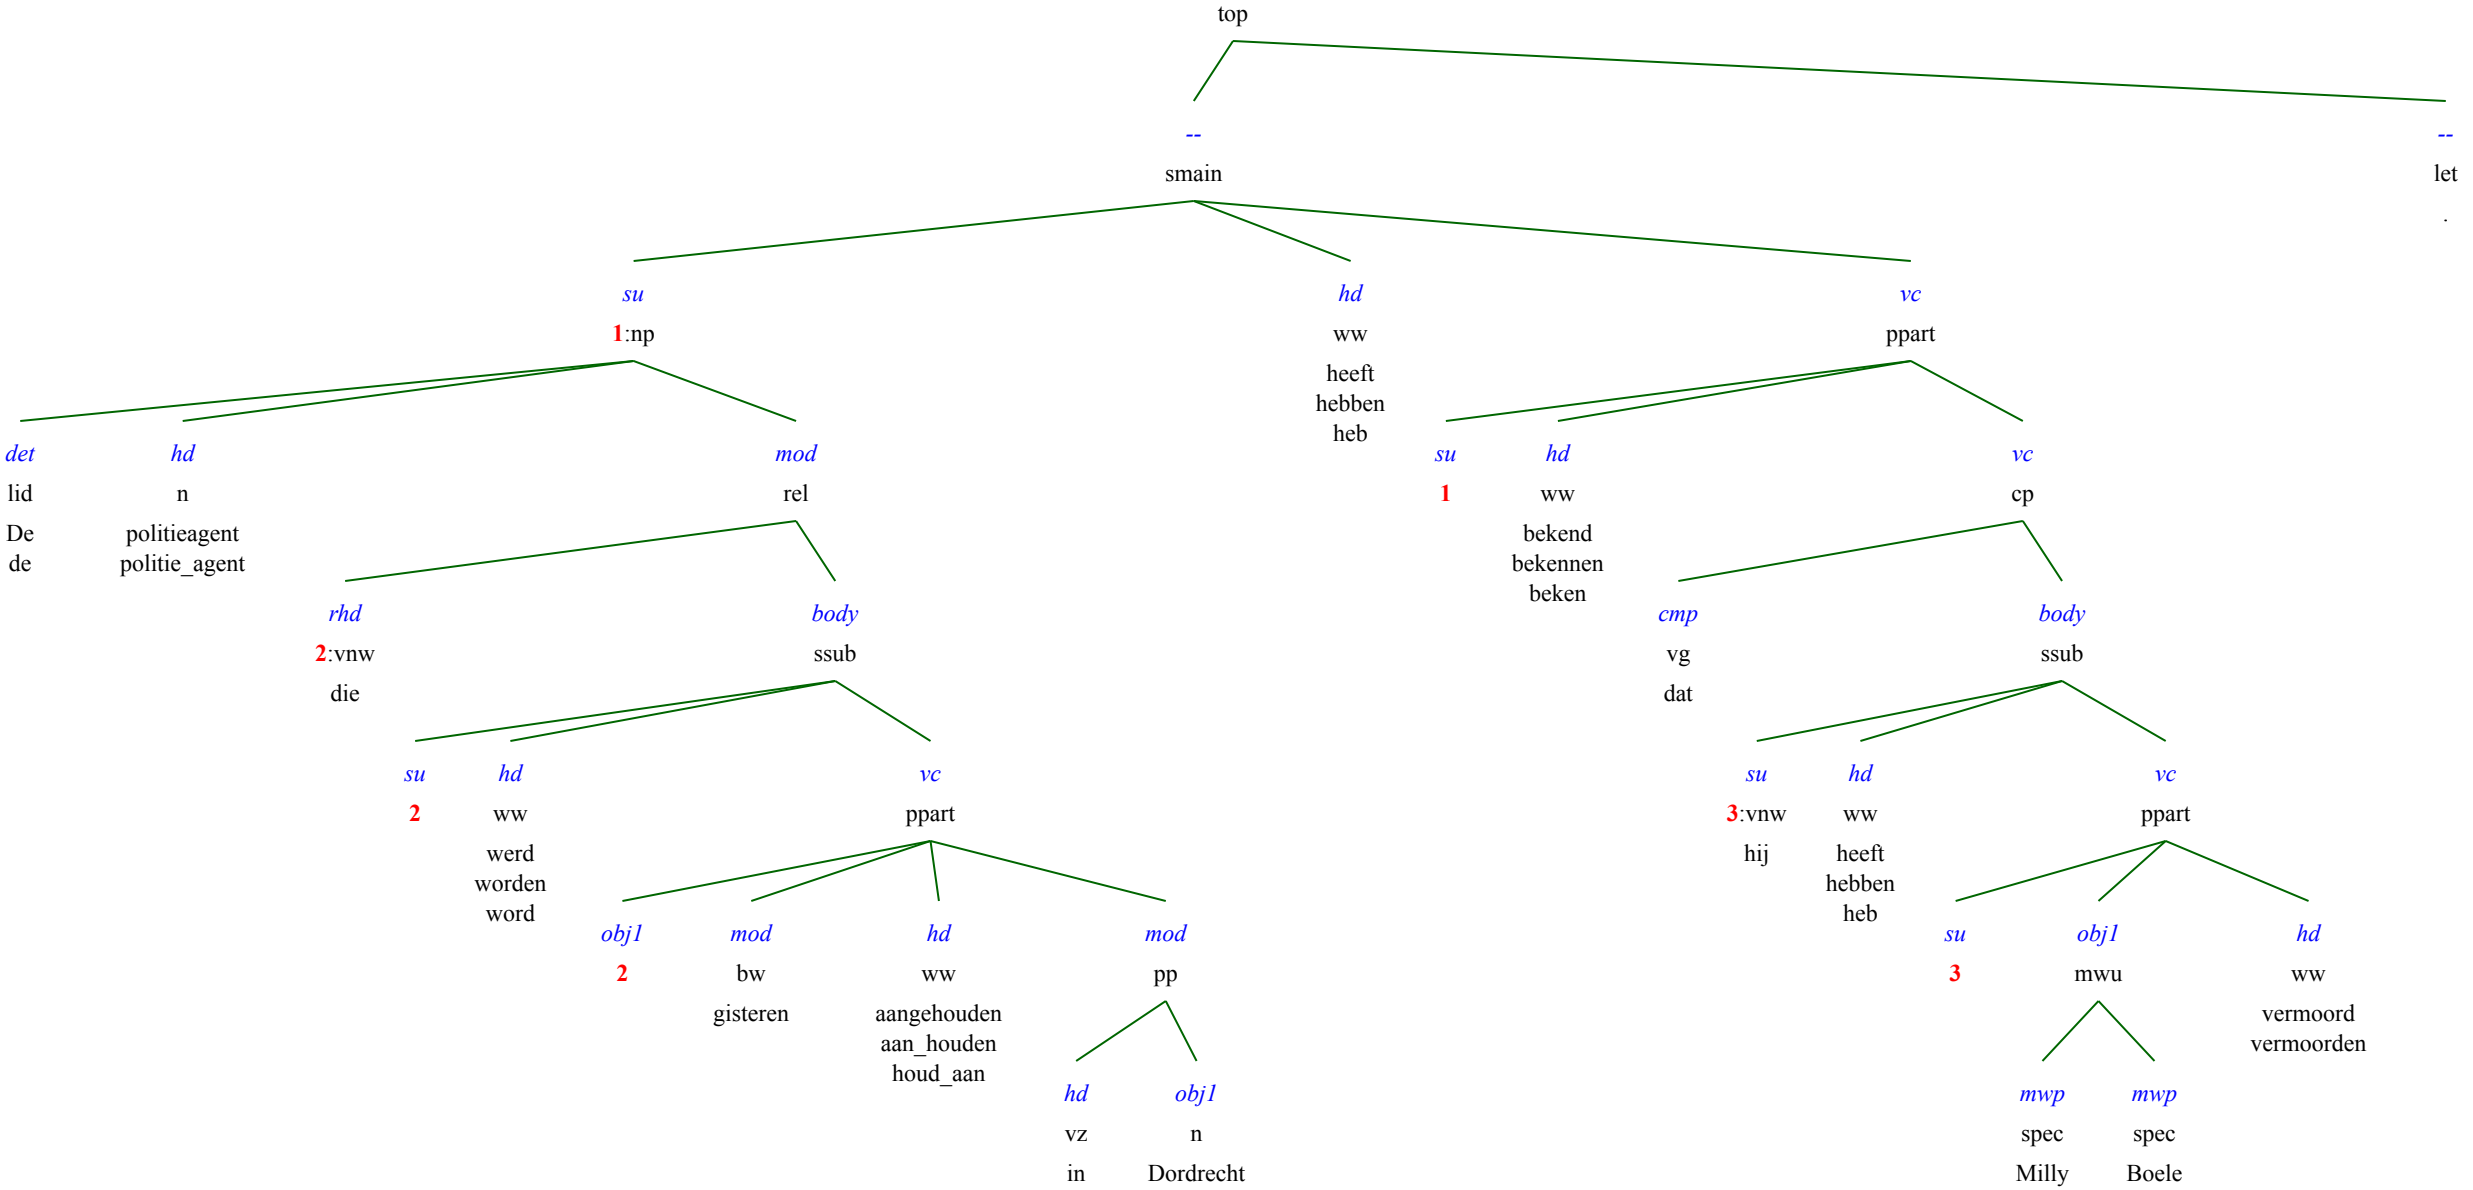 top
-- --
smain let
.
su hd vc
1:np ww ppart
heeft
hebben
heb
det hd mod su hd vc
lid n rel 1 ww cp
De politieagent bekend
de politie_agent bekennen
beken
rhd body cmp body
2:vnw ssub vg ssub
die dat
su hd vc su hd vc
2 ww ppart 3:vnw ww ppart
werd hij heeft
worden hebben
word heb
obj1 mod hd mod su obj1 hd
2 bw ww pp 3 mwu ww
gisteren aangehouden vermoord
aan_houden vermoorden
houd_aan
hd obj1 mwp mwp
vz n spec spec
in Dordrecht Milly Boele